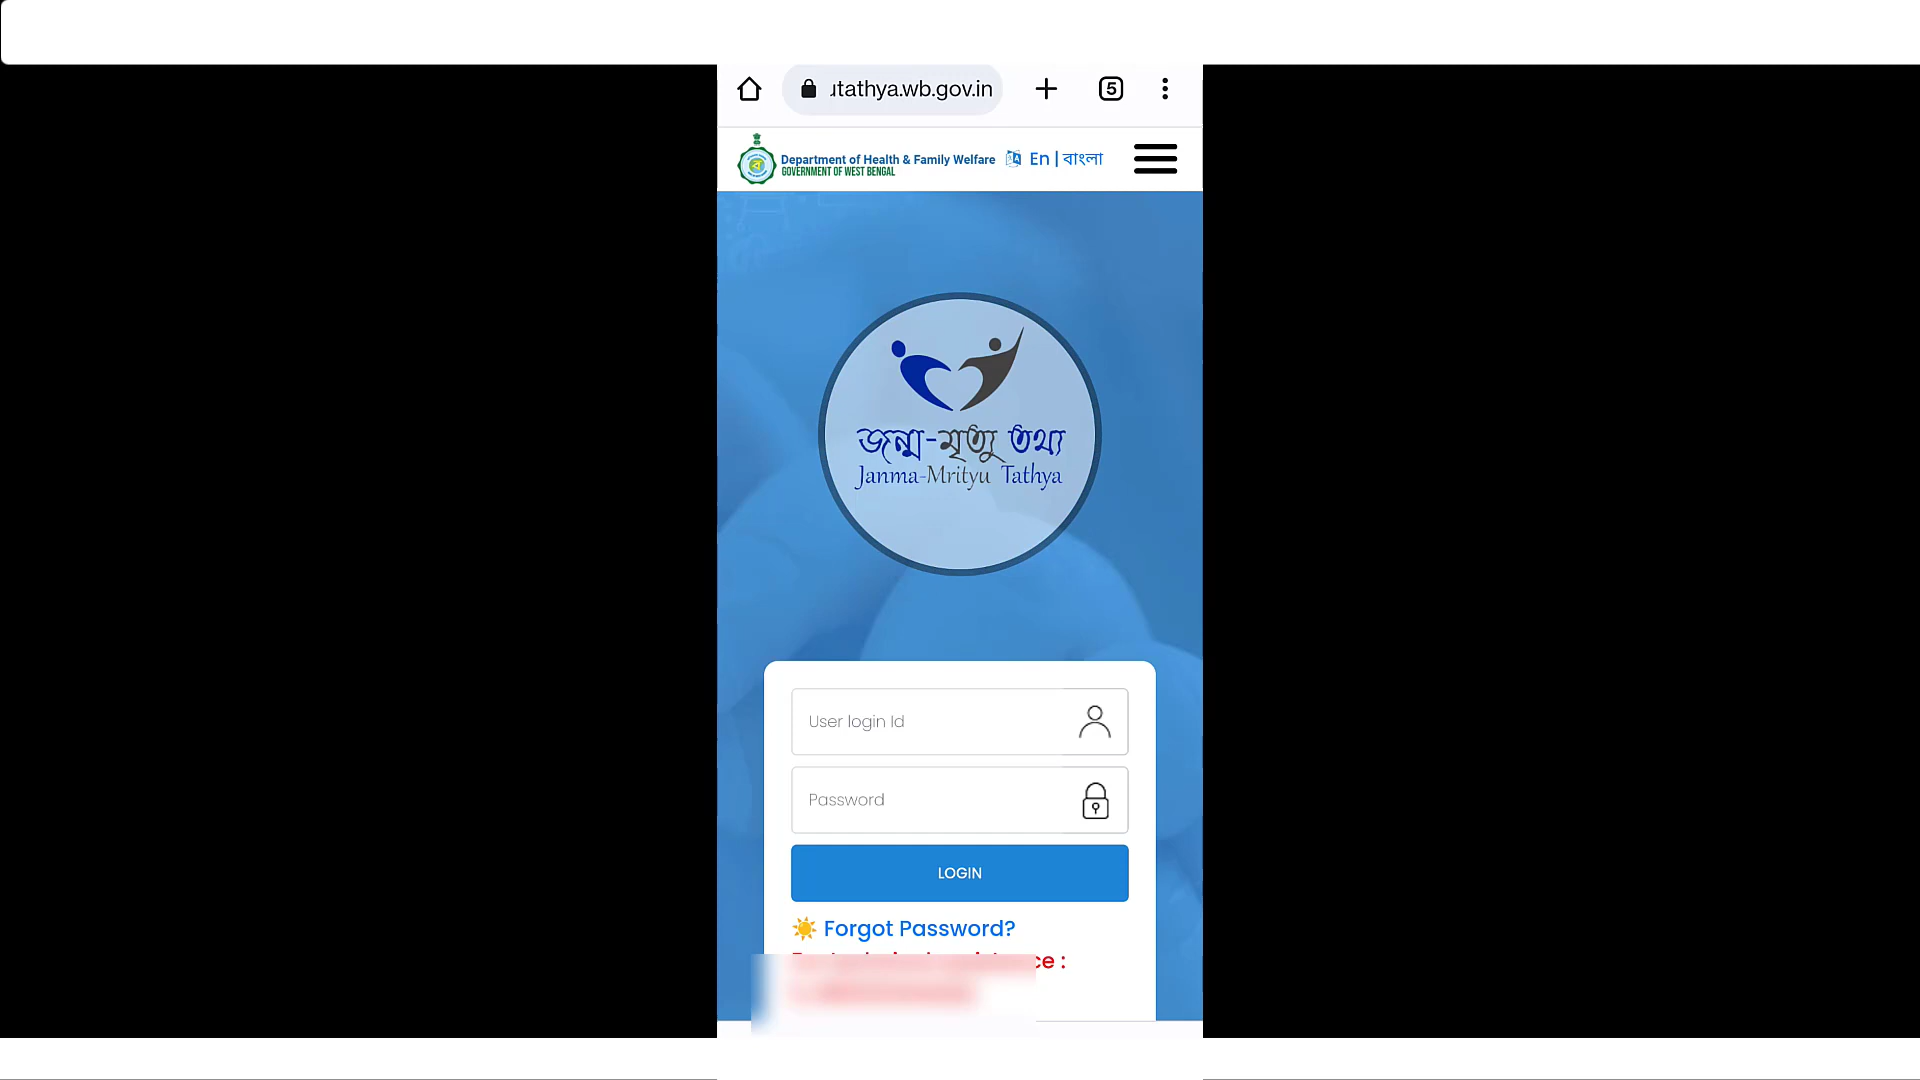 utathya.wb.gov.in
5
Department of Health & Family Welfare
GOVERNMENT OF WEST BENGAL
En | বাংলা
জন্ম-মৃত্যু তথ্য
Janma-Mrityu Tathya
User login Id
Password
LOGIN
Forgot Password?